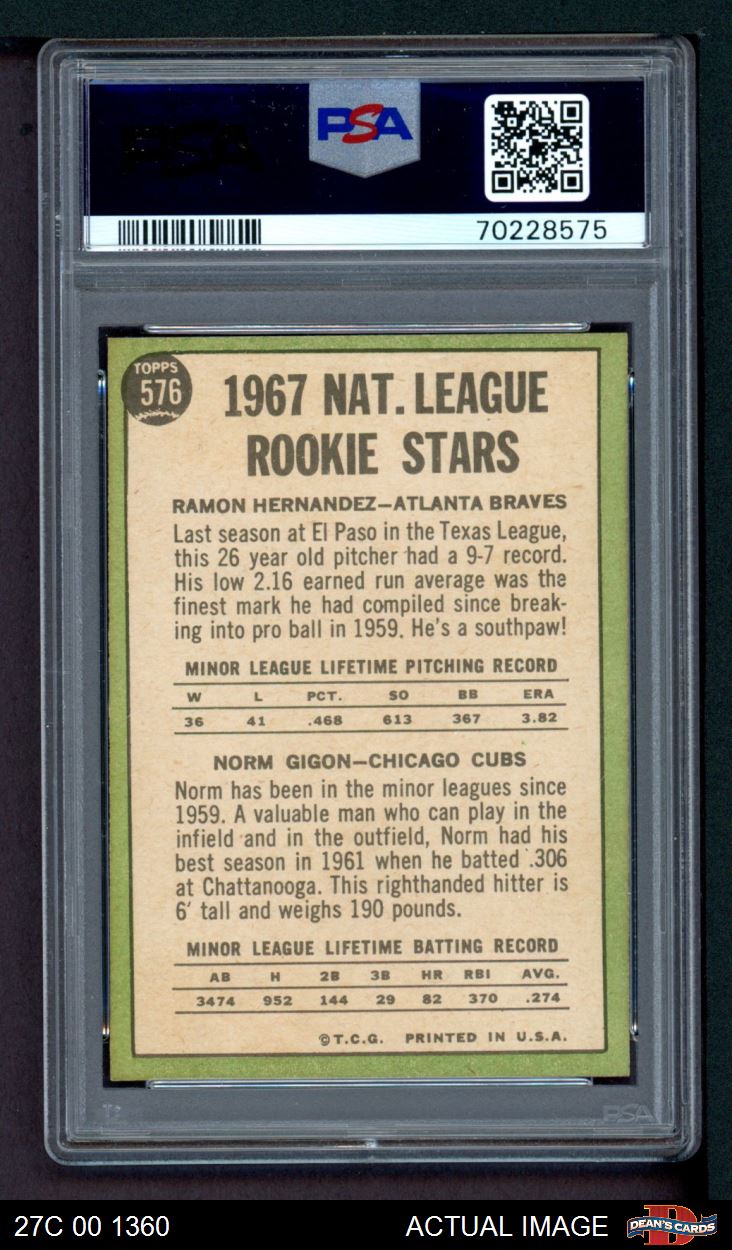 PSA
PSA
70228575
TOPPS
576
1967 NAT. LEAGUE
ROOKIE STARS
RAMON HERNANDEZ—ATLANTA BRAVES
Last season at El Paso in the Texas League,
this 26 year old pitcher had a 9-7 record.
His low 2.16 earned run average was the
finest mark he had compiled since break-
ing into pro ball in 1959. He's a southpaw!
MINOR LEAGUE LIFETIME PITCHING RECORD
W L PCT. SO BB ERA
36 41 .468 613 367 3.82
NORM GIGON—CHICAGO CUBS
Norm has been in the minor leagues since
1959. A valuable man who can play in the
infield and in the outfield, Norm had his
best season in 1961 when he batted .306
at Chattanooga. This righthanded hitter is
6' tall and weighs 190 pounds.
MINOR LEAGUE LIFETIME BATTING RECORD
AB H 2B 3B HR RBI AVG.
3474 952 144 29 82 370 .274
©T.C.G. PRINTED IN U.S.A.
PSA
27C 00 1360 ACTUAL IMAGE DEAN'S CARDS